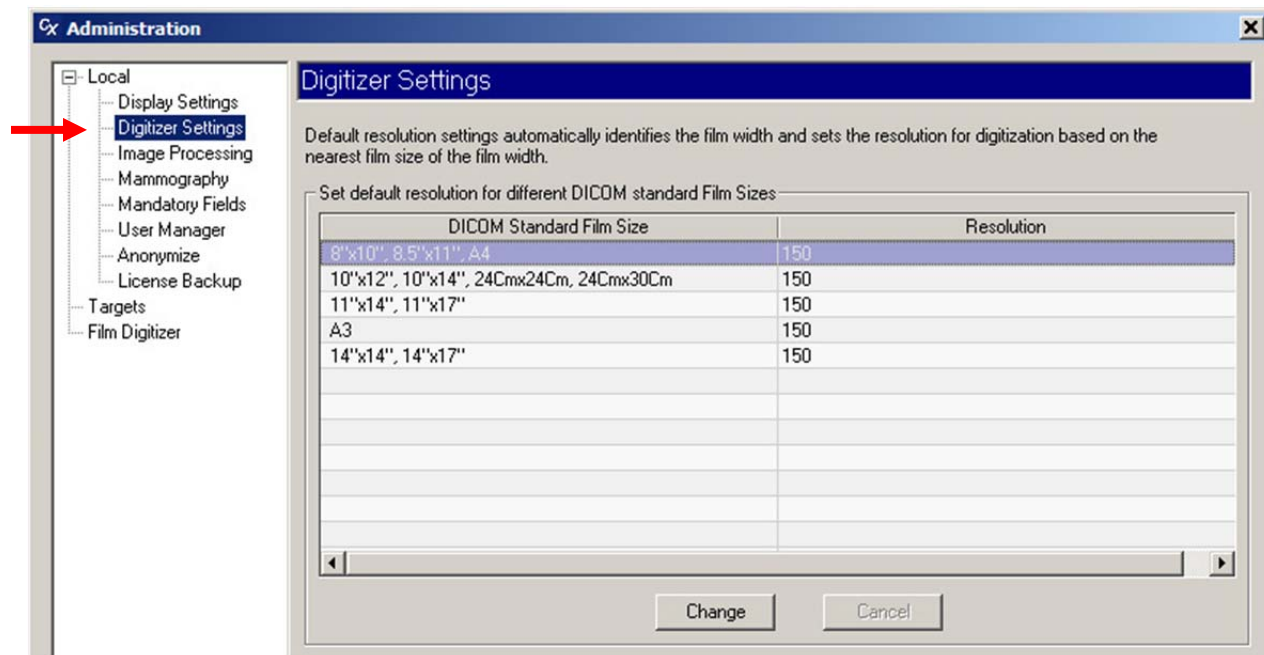 Cx Administration
Local
Display Settings
Digitizer Settings
Image Processing
Mammography
Mandatory Fields
User Manager
Anonymize
License Backup
Targets
Film Digitizer
Digitizer Settings
Default resolution settings automatically identifies the film width and sets the resolution for digitization based on the
nearest film size of the film width.
Set default resolution for different DICOM standard Film Sizes
DICOM Standard Film Size Resolution
8"x10", 8.5"x11", A4 150
10"x12", 10"x14", 24Cmx24Cm, 24Cmx30Cm 150
11"x14", 11"x17" 150
A3 150
14"x14", 14"x17" 150
Change Cancel